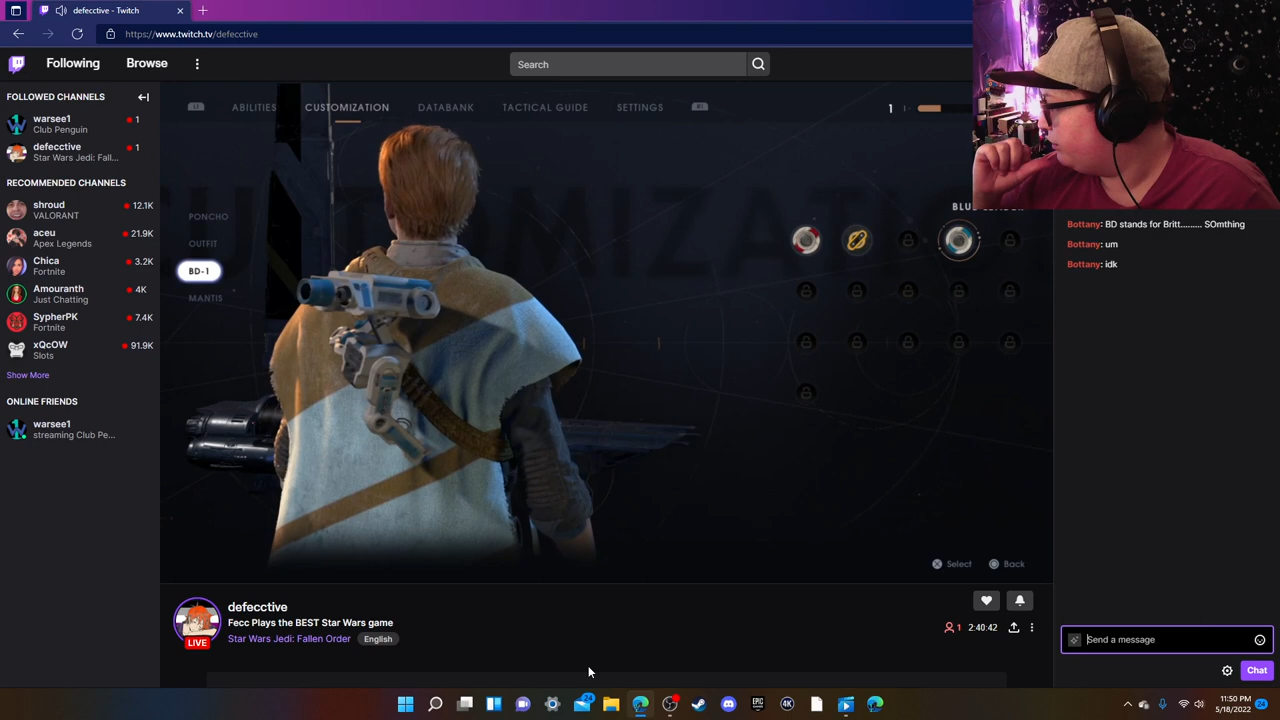 defecctive - Twitch
https://www.twitch.tv/defecctive
Following
Browse
Search
FOLLOWED CHANNELS
warsee1
1
Club Penguin
defecctive
1
Star Wars Jedi: Fall...
RECOMMENDED CHANNELS
shroud
12.1K
VALORANT
aceu
21.9K
Apex Legends
Chica
3.2K
Fortnite
Amouranth
4K
Just Chatting
SypherPK
7.4K
Fortnite
xQcOW
91.9K
Slots
Show More
ONLINE FRIENDS
warsee1
streaming Club Pe...
ABILITIES
CUSTOMIZATION
DATABANK
TACTICAL GUIDE
SETTINGS
1
PONCHO
OUTFIT
BD-1
MANTIS
Select
Back
Bottany: BD stands for Britt......... SOmthing
Bottany: um
Bottany: idk
defecctive
LIVE
Fecc Plays the BEST Star Wars game
Star Wars Jedi: Fallen Order
English
1
2:40:42
Send a message
Chat
24
EPIC
4K
11:50 PM
5/18/2022
24